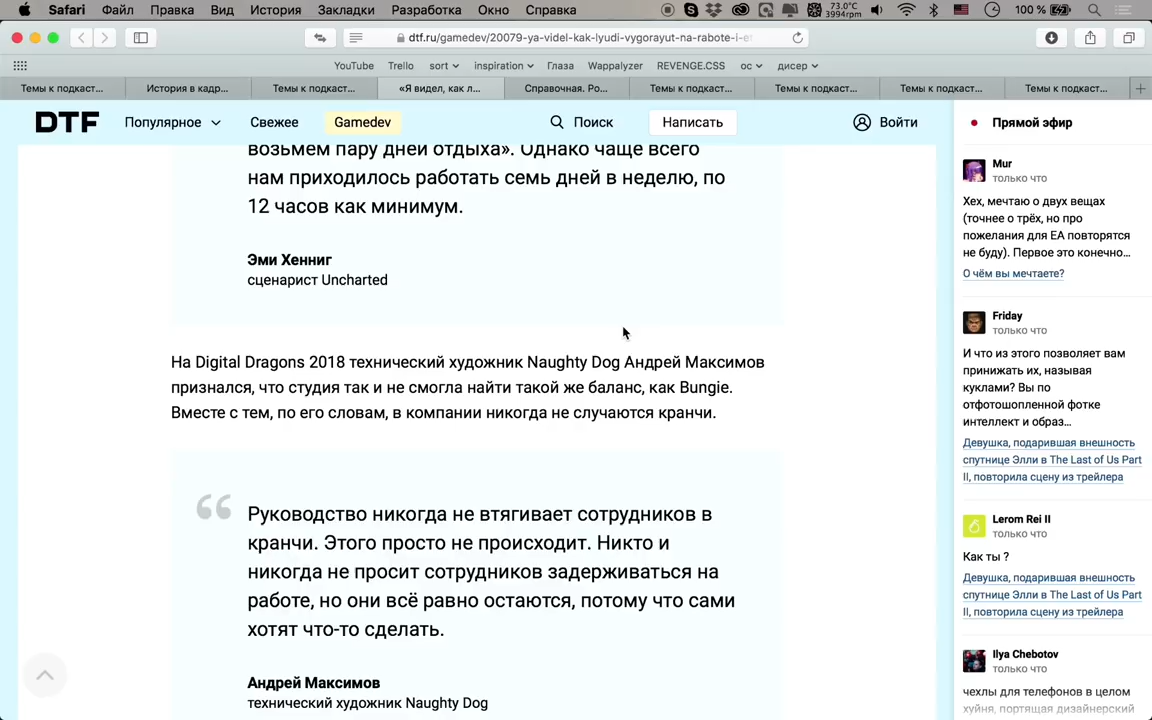 Safari Файл Правка Вид История Закладки Разработка Окно Справка 73.0°C 3994rpm 100 %
dtf.ru/gamedev/20079-ya-videl-kak-lyudi-vygorayut-na-rabote-i-et
YouTube Trello sort inspiration Глаза Wappalyzer REVENGE.CSS ос дисер
Темы к подкаст... История в кадр... Темы к подкаст... «Я видел, как л... Справочная. Ро... Темы к подкаст... Темы к подкаст... Темы к подкаст... Темы к подкаст...
DTF Популярное Свежее Gamedev Поиск Написать Войти
возьмём пару дней отдыха». Однако чаще всего
нам приходилось работать семь дней в неделю, по
12 часов как минимум.
Эми Хенниг
сценарист Uncharted
На Digital Dragons 2018 технический художник Naughty Dog Андрей Максимов
признался, что студия так и не смогла найти такой же баланс, как Bungie.
Вместе с тем, по его словам, в компании никогда не случаются кранчи.
Руководство никогда не втягивает сотрудников в
кранчи. Этого просто не происходит. Никто и
никогда не просит сотрудников задерживаться на
работе, но они всё равно остаются, потому что сами
хотят что-то сделать.
Андрей Максимов
технический художник Naughty Dog
Прямой эфир
Mur
только что
Хех, мечтаю о двух вещах
(точнее о трёх, но про
пожелания для EA повторятся
не буду). Первое это конечно...
О чём вы мечтаете?
Friday
только что
И что из этого позволяет вам
принижать их, называя
куклами? Вы по
отфотошопленной фотке
интеллект и образ...
Девушка, подарившая внешность
спутнице Элли в The Last of Us Part
II, повторила сцену из трейлера
Lerom Rei II
только что
Как ты ?
Девушка, подарившая внешность
спутнице Элли в The Last of Us Part
II, повторила сцену из трейлера
Ilya Chebotov
только что
чехлы для телефонов в целом
хуйня, портящая дизайнерский